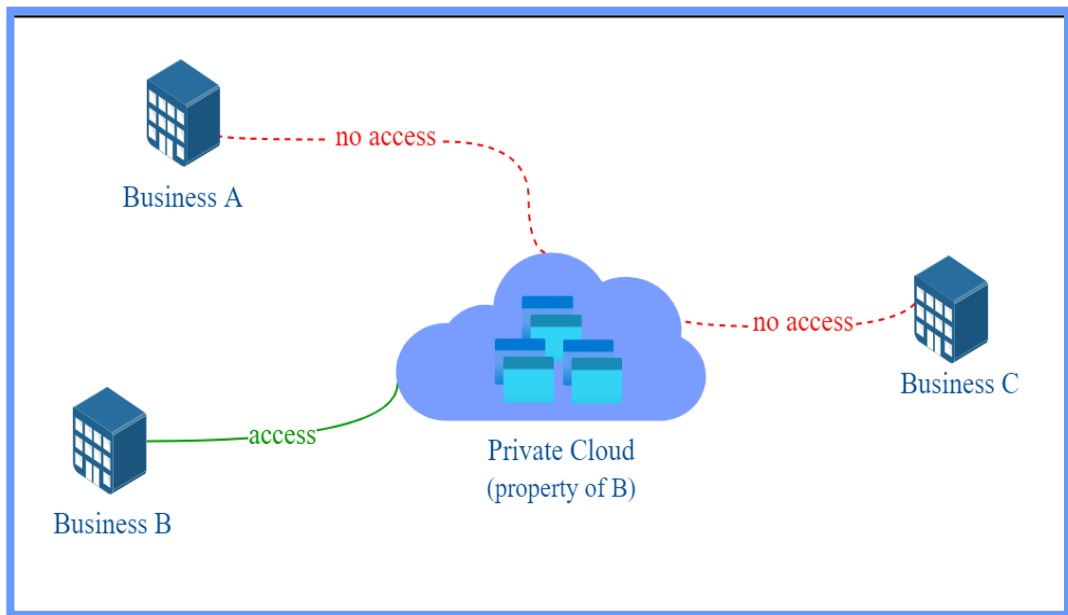 no access
Business A
no access
Business C
access
Private Cloud
(property of B)
Business B